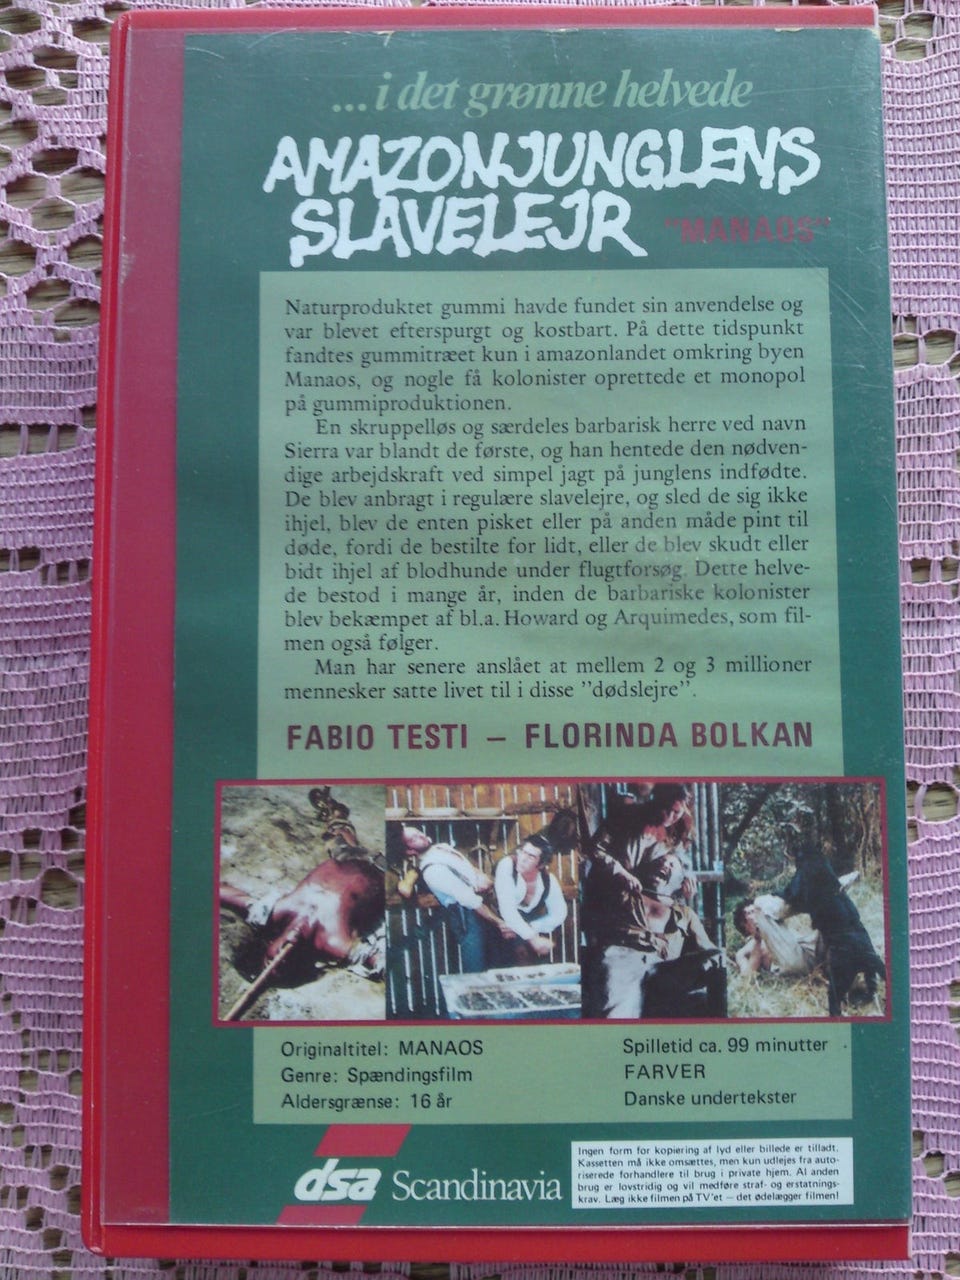 ...i det grønne helvede
AMAZONJUNGLENS
SLAVELEJR "MANAOS"
Naturproduktet gummi havde fundet sin anvendelse og
var blevet efterspurgt og kostbart. På dette tidspunkt
fandtes gummitræet kun i amazonlandet omkring byen
Manaos, og nogle få kolonister oprettede et monopol
på gummiproduktionen.
En skruppelløs og særdeles barbarisk herre ved navn
Sierra var blandt de første, og han hentede den nødven-
dige arbejdskraft ved simpel jagt på junglens indfødte.
De blev anbragt i regulære slavelejre, og sled de sig ikke
ihjel, blev de enten pisket eller på anden måde pint til
døde, fordi de bestilte for lidt, eller de blev skudt eller
bidt ihjel af blodhunde under flugtforsøg. Dette helve-
de bestod i mange år, inden de barbariske kolonister
blev bekæmpet af bl.a. Howard og Arquimedes, som fil-
men også følger.
Man har senere anslået at mellem 2 og 3 millioner
mennesker satte livet til i disse "dødslejre".
FABIO TESTI – FLORINDA BOLKAN
Originaltitel: MANAOS
Genre: Spændingsfilm
Aldersgrænse: 16 år
Spilletid ca. 99 minutter
FARVER
Danske undertekster
dsa Scandinavia
Ingen form for kopiering af lyd eller billede er tilladt.
Kassetten må ikke omsættes, men kun udlejes fra auto-
riserede forhandlere til brug i private hjem. Al anden
brug er lovstridig og vil medføre straf- og erstatnings-
krav. Læg ikke filmen på TV'et – det ødelægger filmen!